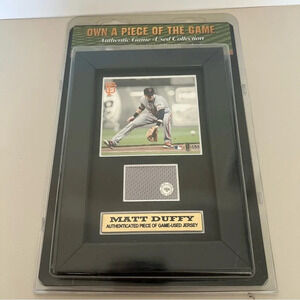 OWN A PIECE OF THE GAME
Authentic Game-Used Collection
MATT DUFFY
AUTHENTICATED PIECE OF GAME-USED JERSEY